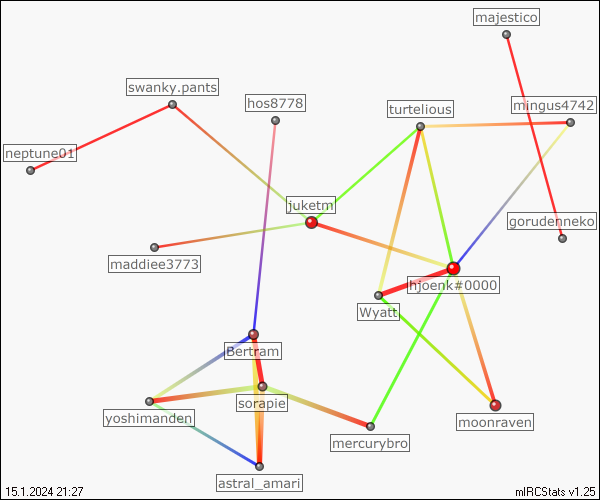 majestico
swanky.pants
hos8778
turtelious
mingus4742
neptune01
juketm
gorudenneko
maddiee3773
hjoenk#0000
Wyatt
Bertram
sorapie
yoshimanden
moonraven
mercurybro
astral_amari
15.1.2024 21:27
mIRCStats v1.25